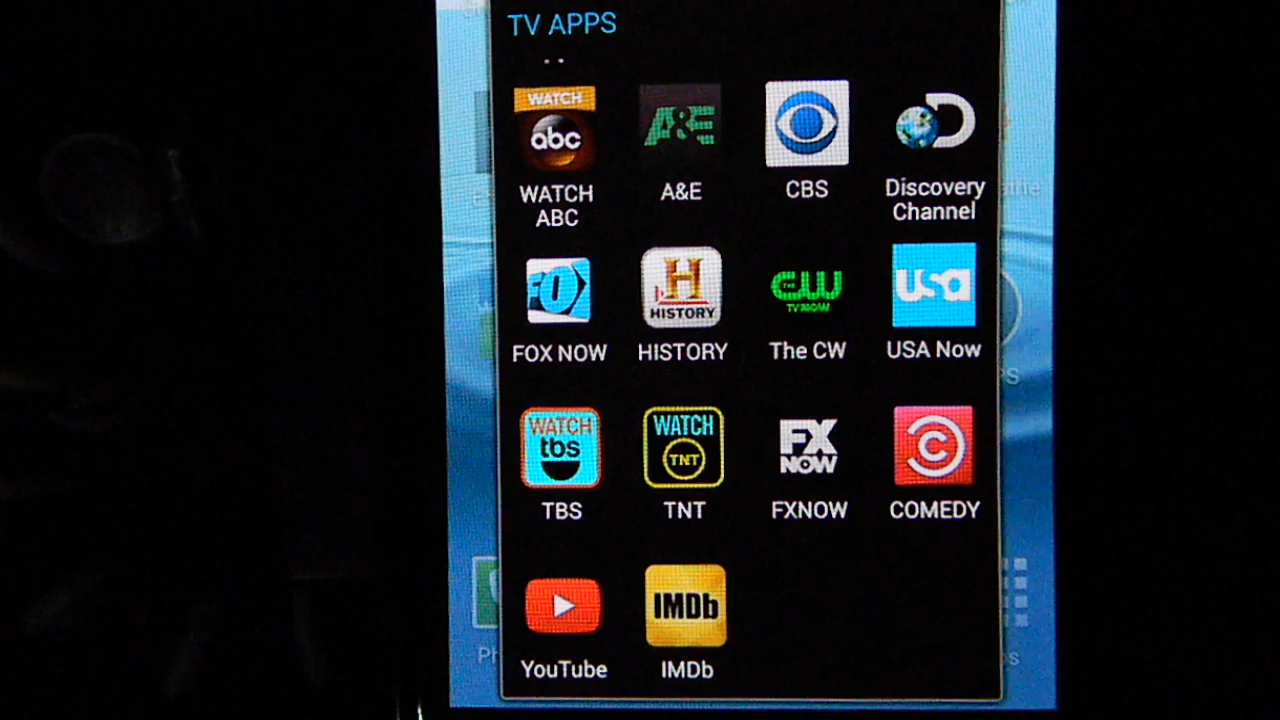 TV APPS
WATCH
abc
A&E
WATCH
ABC
A&E
CBS
Discovery
Channel
FOX
H
HISTORY
THE
CW
TV NOW
usa
FOX NOW
HISTORY
The CW
USA Now
WATCH
tbs
WATCH
TNT
FX
NOW
C
TBS
TNT
FXNOW
COMEDY
IMDb
YouTube
IMDb